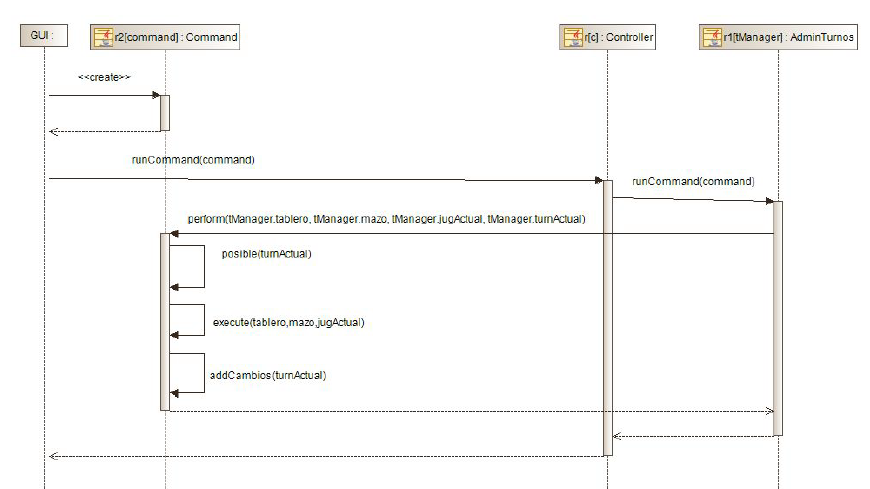 GUI :
r2[command] : Command
r[c] : Controller
r1[tManager] : AdminTurnos
<<create>>
runCommand(command)
runCommand(command)
perform(tManager.tablero, tManager.mazo, tManager.jugActual, tManager.turnActual)
posible(turnActual)
execute(tablero,mazo,jugActual)
addCambios(turnActual)